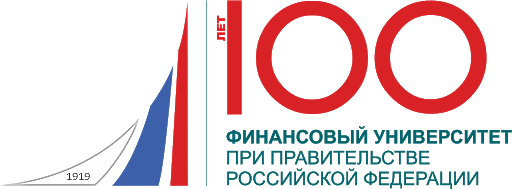 1919
ЛЕТ
100
ФИНАНСОВЫЙ УНИВЕРСИТЕТ
ПРИ ПРАВИТЕЛЬСТВЕ
РОССИЙСКОЙ ФЕДЕРАЦИИ